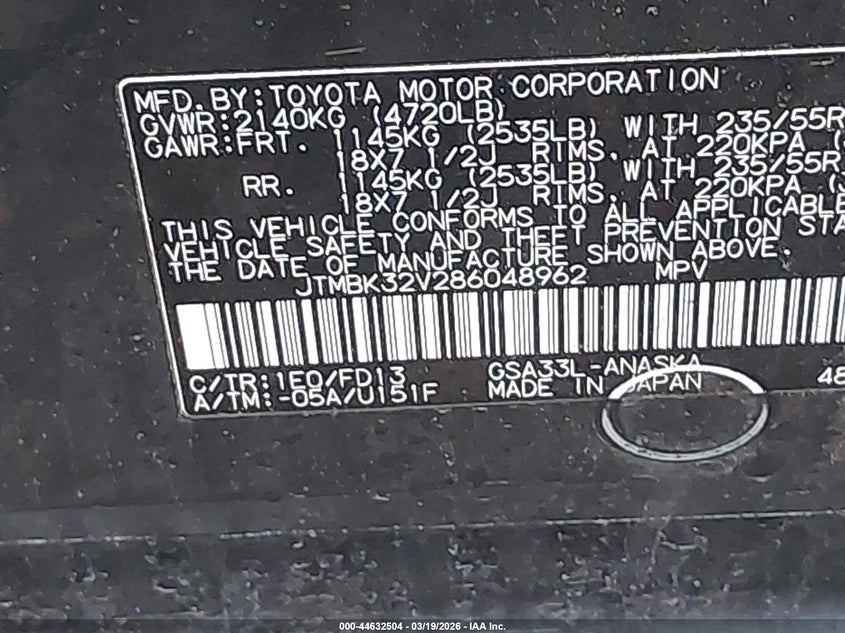 MFD. BY: TOYOTA MOTOR CORPORATION
GVWR: 2140KG (4720LB)
GAWR: FRT. 1145KG (2535LB) WITH 235/55R
18X7 1/2J RIMS, AT 220KPA
RR. 1145KG (2535LB) WITH 235/55R
18X7 1/2J RIMS, AT 220KPA
THIS VEHICLE CONFORMS TO ALL APPLICABLE
VEHICLE SAFETY AND THEFT PREVENTION STA
THE DATE OF MANUFACTURE SHOWN ABOVE.
JTMBK32V286048962 MPV
C/TR: 1E0/FD13 GSA33L-ANASKA
A/TM: -05A/U151F MADE IN JAPAN 48
000-44632504 - 03/19/2026 - IAA Inc.